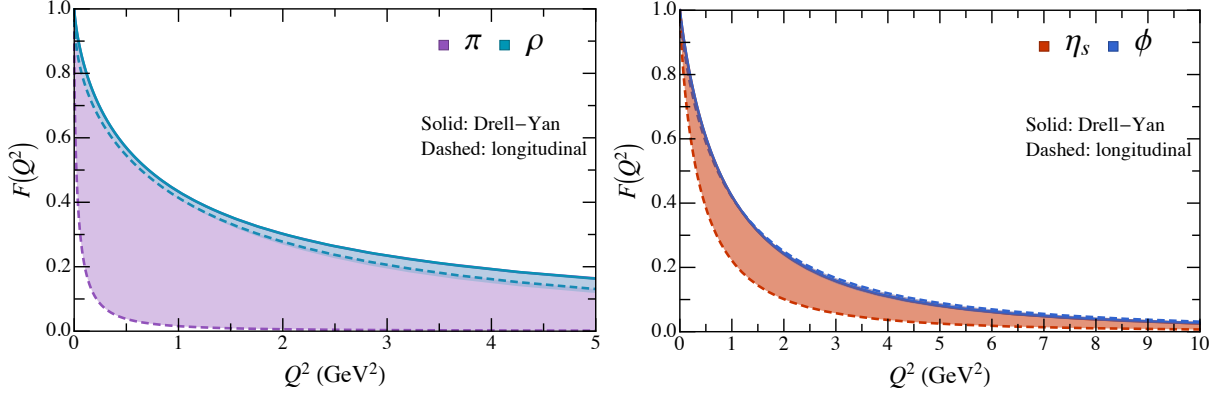 π ρ
Solid: Drell−Yan
Dashed: longitudinal
F(Q²)
1.0
0.8
0.6
0.4
0.2
0.0
0 1 2 3 4 5
Q² (GeV²)
ηₛ ϕ
Solid: Drell−Yan
Dashed: longitudinal
F(Q²)
1.0
0.8
0.6
0.4
0.2
0.0
0 1 2 3 4 5 6 7 8 9 10
Q² (GeV²)